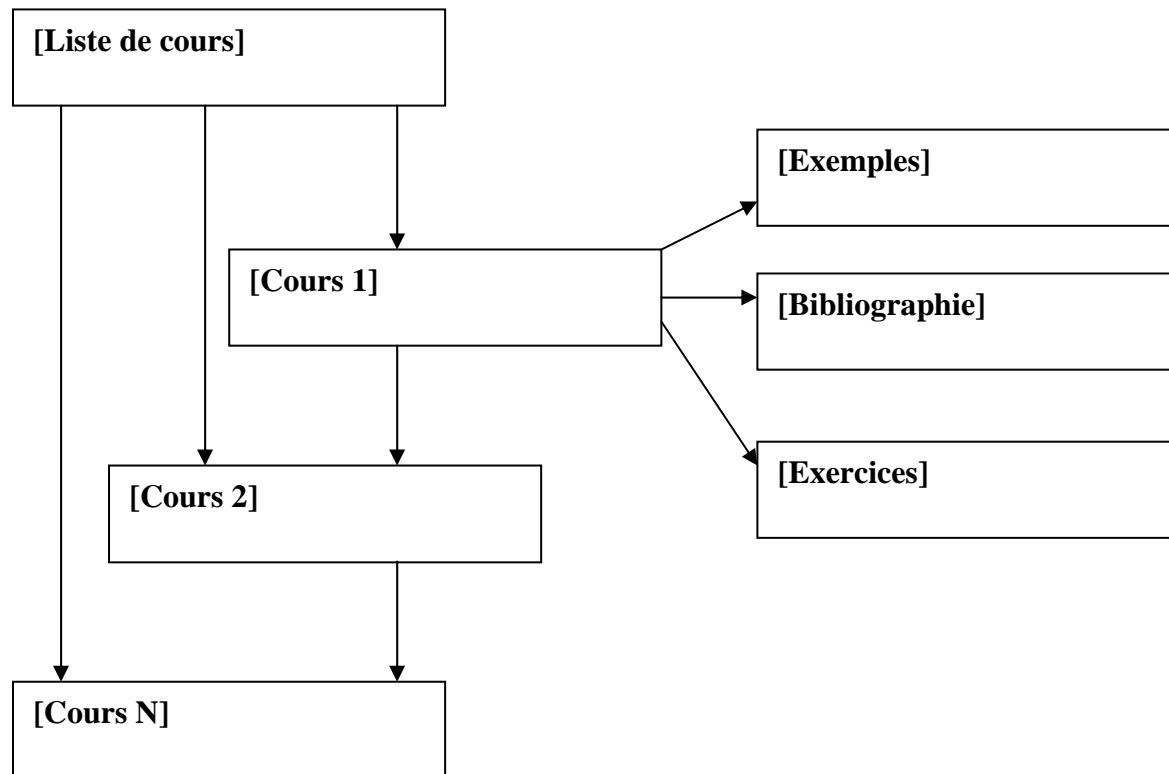 [Liste de cours]
[Exemples]
[Cours 1]
[Bibliographie]
[Exercices]
[Cours 2]
[Cours N]